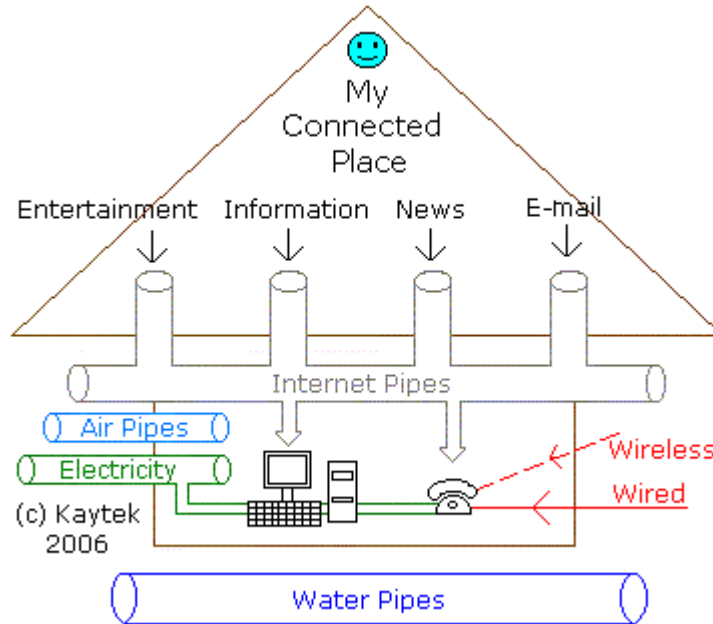 My
Connected
Place
Entertainment
Information
News
E-mail
Internet Pipes
Air Pipes
Electricity
Wireless
Wired
(c) Kaytek
2006
Water Pipes